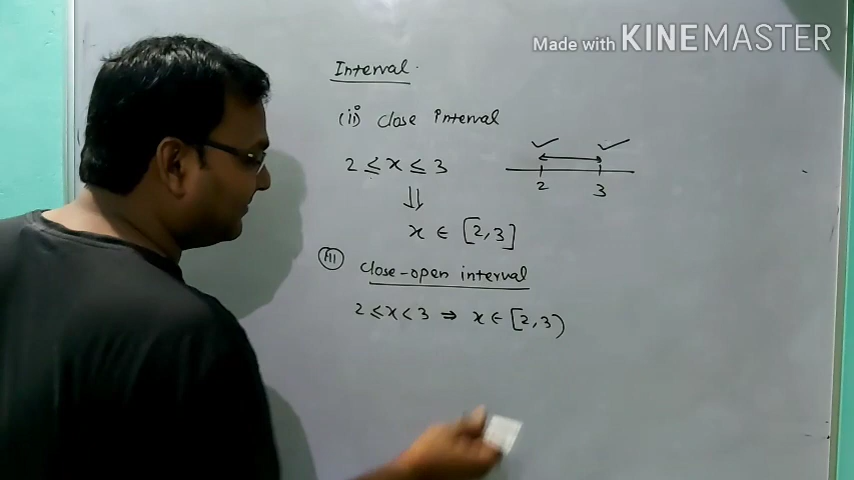 Made with KINEMASTER
Interval
(ii) Close interval
2 ≤ x ≤ 3
2 3
⇓
x ∈ [2,3]
(iii) Close-open interval
2 ≤ x < 3 ⇒ x ∈ [2,3)